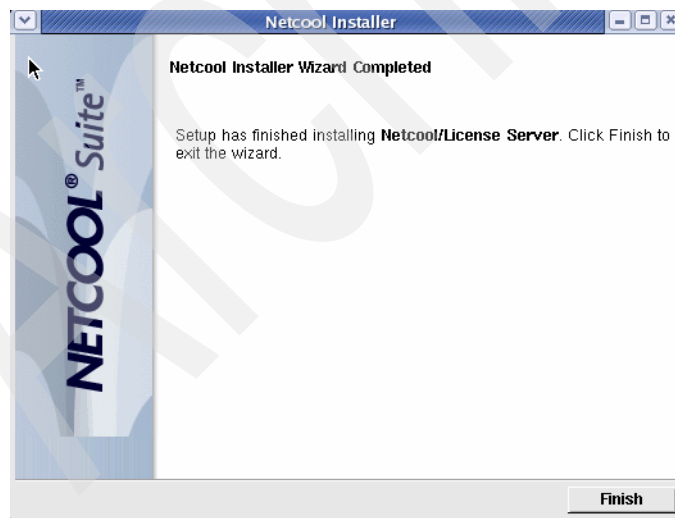 Netcool Installer
NETCOOL® Suite™
Netcool Installer Wizard Completed
Setup has finished installing Netcool/License Server. Click Finish to
exit the wizard.
Finish